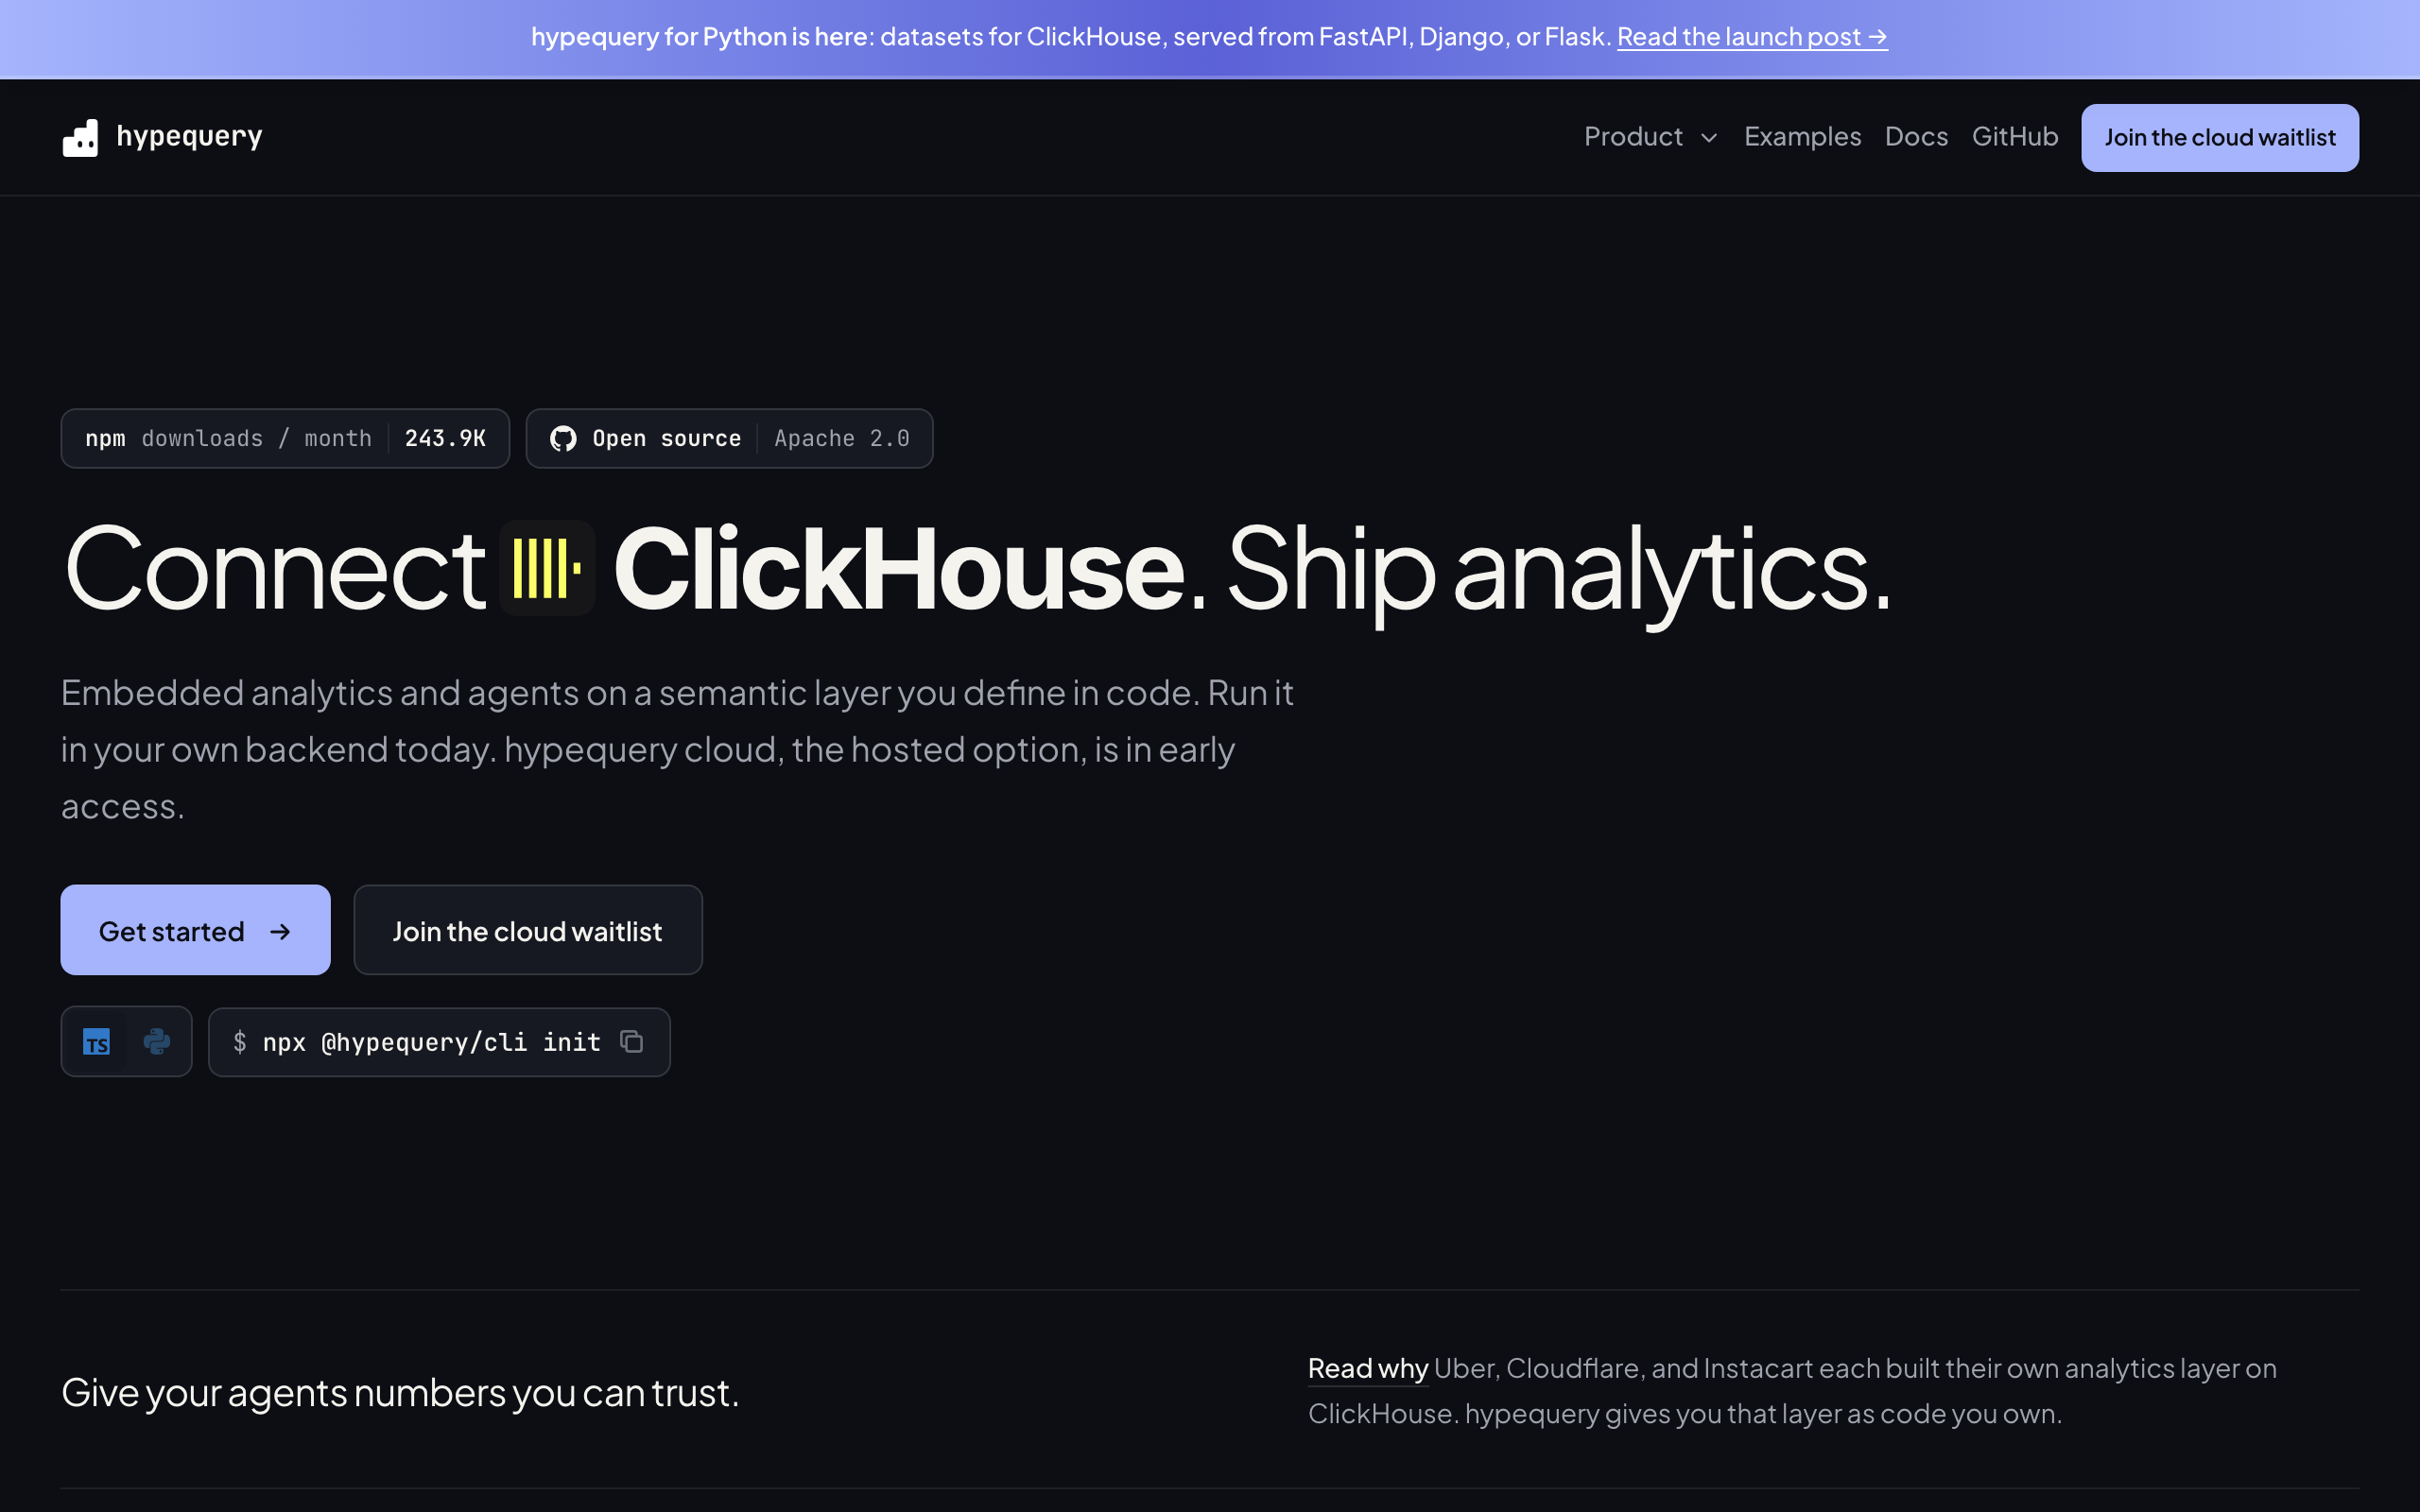 hypequery for Python is here: datasets for ClickHouse, served from FastAPI, Django, or Flask. Read the launch post →
hypequery
Product Examples Docs GitHub Join the cloud waitlist
npm downloads / month 243.9K Open source Apache 2.0
Connect ClickHouse. Ship analytics.
Embedded analytics and agents on a semantic layer you define in code. Run it
in your own backend today. hypequery cloud, the hosted option, is in early
access.
Get started → Join the cloud waitlist
TS $ npx @hypequery/cli init
Give your agents numbers you can trust.
Read why Uber, Cloudflare, and Instacart each built their own analytics layer on
ClickHouse. hypequery gives you that layer as code you own.